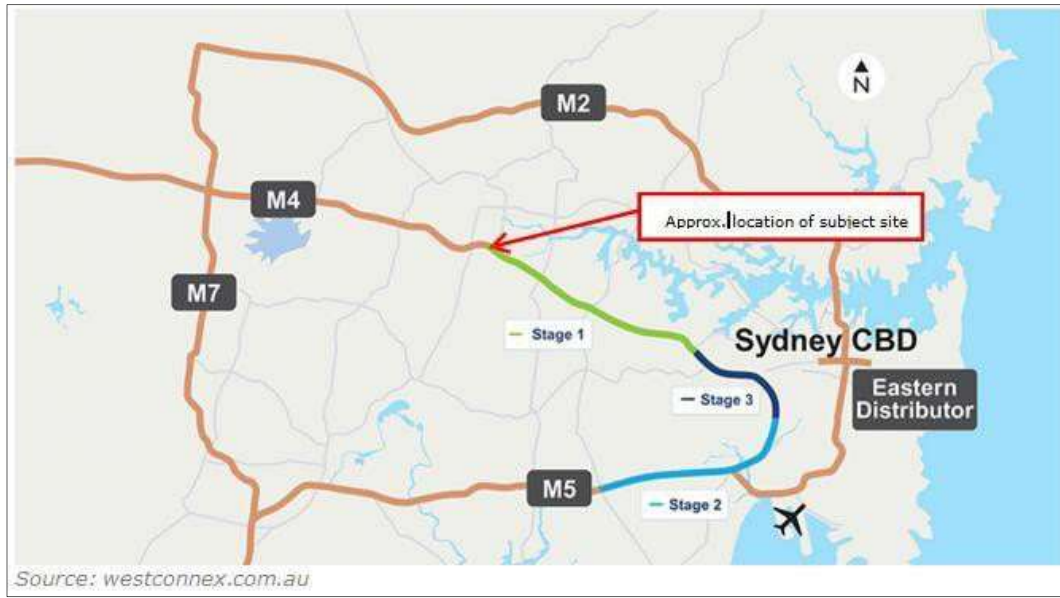 M2
N
M4
Approx. location of subject site
M7
Stage 1
Sydney CBD
Stage 3
Eastern
Distributor
M5
Stage 2
Source: westconnex.com.au